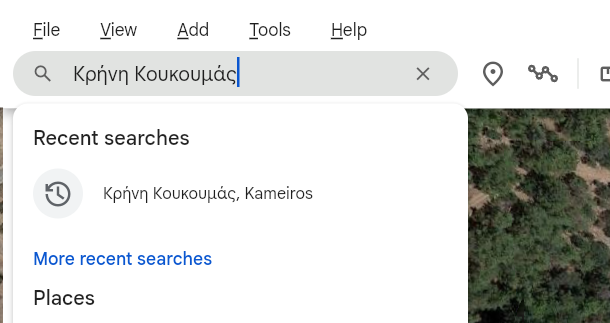 File View Add Tools Help
Κρήνη Κουκουμάς
Recent searches
Κρήνη Κουκουμάς, Kameiros
More recent searches
Places